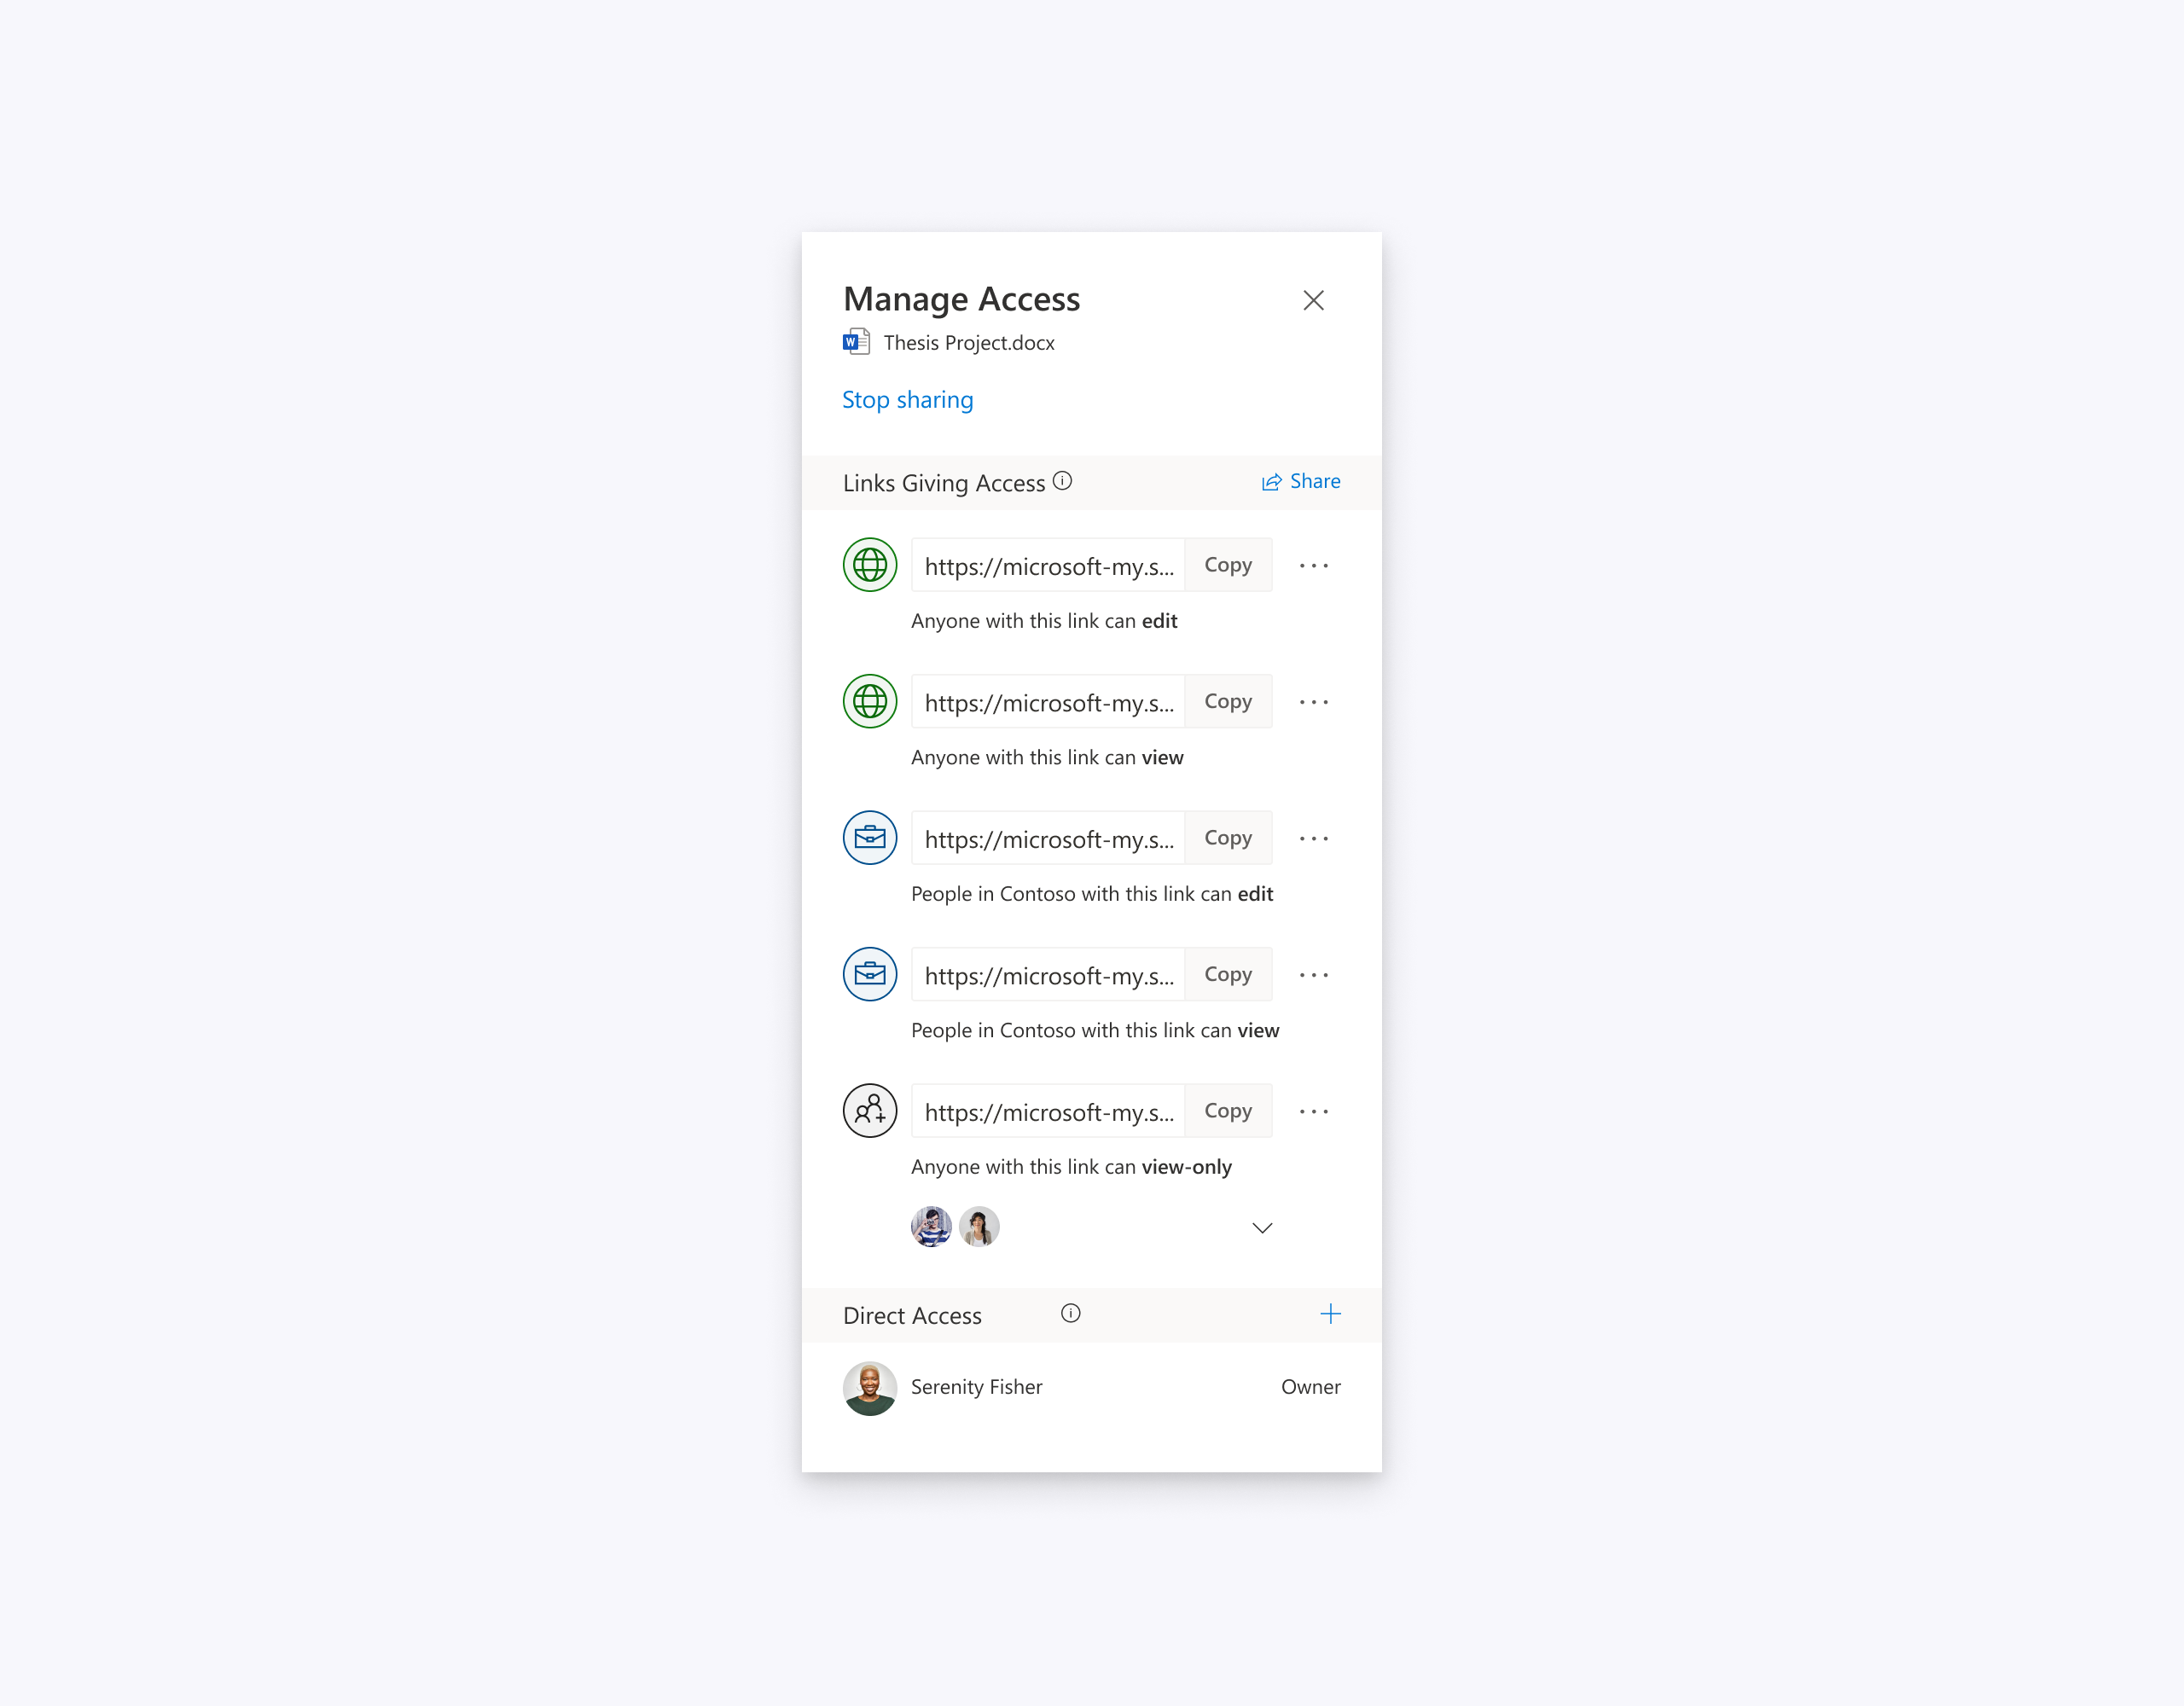 Manage Access
W
Thesis Project.docx
Stop sharing
Links Giving Access
Share
https://microsoft-my.s...
Copy
Anyone with this link can edit
https://microsoft-my.s...
Copy
Anyone with this link can view
https://microsoft-my.s...
Copy
People in Contoso with this link can edit
https://microsoft-my.s...
Copy
People in Contoso with this link can view
https://microsoft-my.s...
Copy
Anyone with this link can view-only
Direct Access
Serenity Fisher
Owner